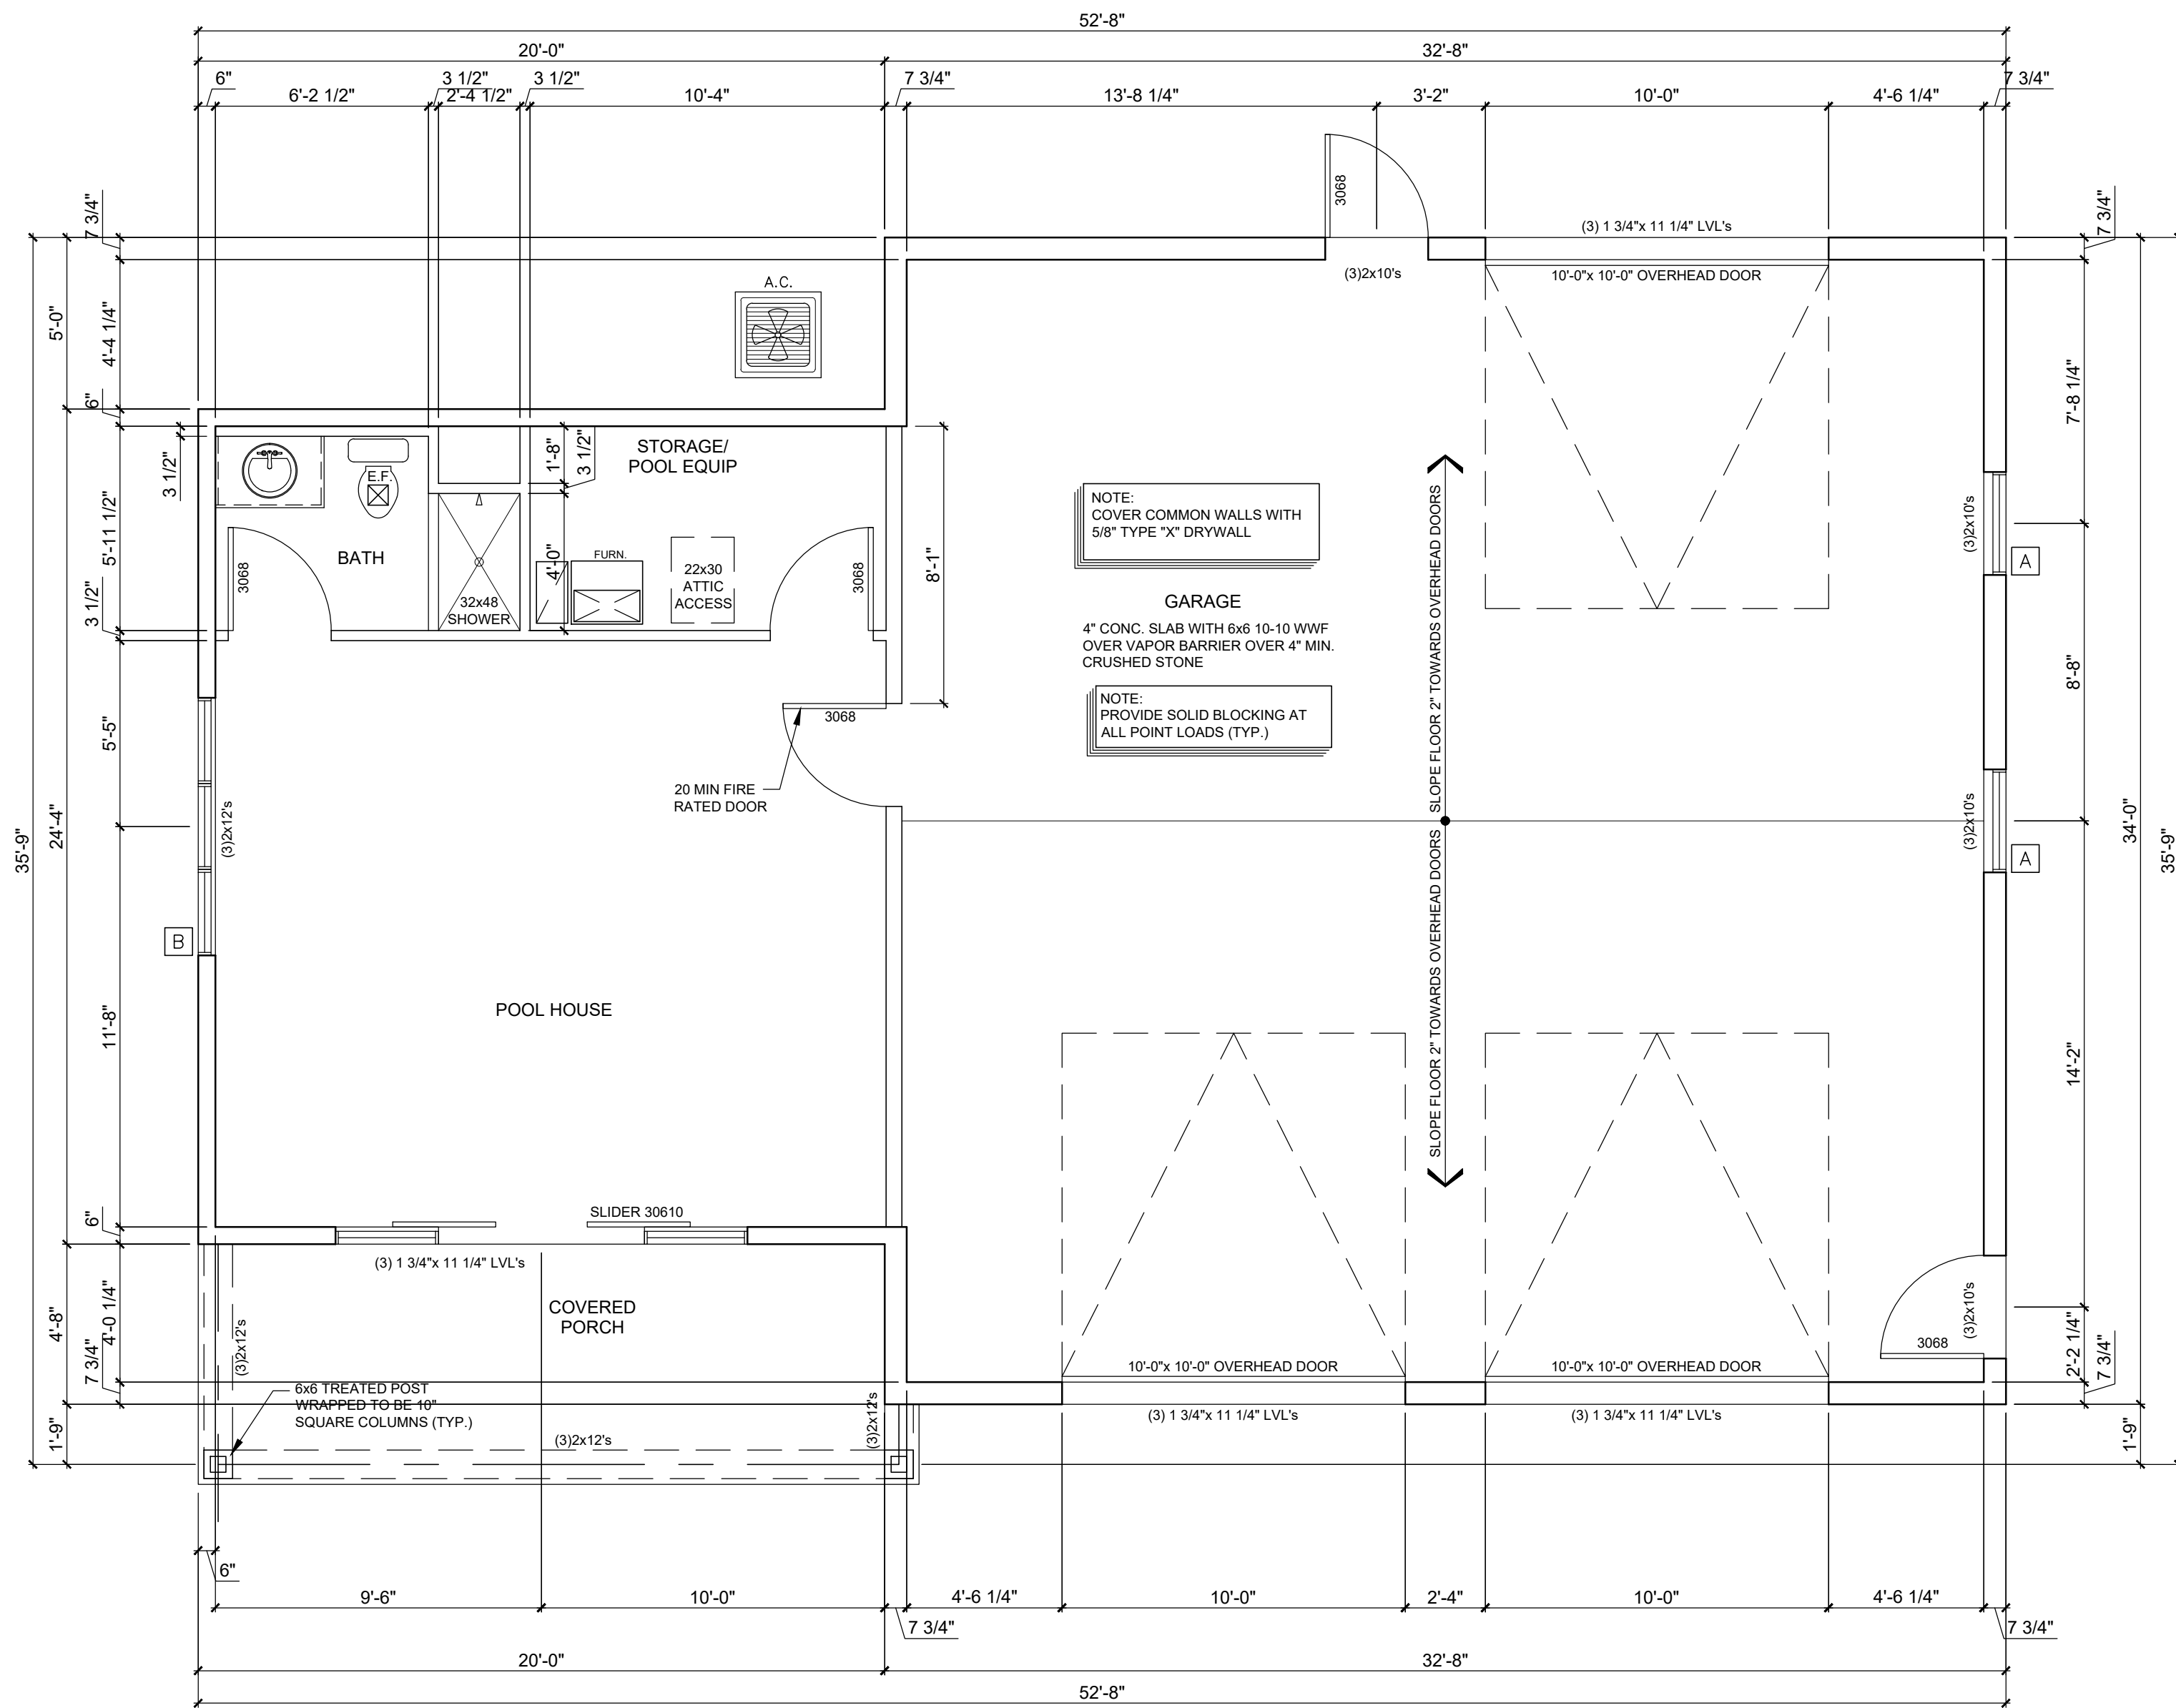 52'-8"
20'-0"
32'-8"
6"
6'-2 1/2"
3 1/2"
2'-4 1/2"
3 1/2"
10'-4"
7 3/4"
13'-8 1/4"
3'-2"
10'-0"
4'-6 1/4"
7 3/4"
7 3/4"
5'-0"
4'-4 1/4"
6"
3 1/2"
5'-11 1/2"
3 1/2"
5'-5"
35'-9"
24'-4"
11'-8"
6"
4'-8"
4'-0 1/4"
7 3/4"
1'-9"
A.C.
3068
(3) 1 3/4"x 11 1/4" LVL's
(3)2x10's
10'-0"x 10'-0" OVERHEAD DOOR
7 3/4"
7'-8 1/4"
8'-8"
34'-0"
35'-9"
14'-2"
2'-2 1/4"
7 3/4"
1'-9"
E.F.
BATH
3068
32x48
SHOWER
1'-8"
3 1/2"
4'-0"
STORAGE/
POOL EQUIP
FURN.
22x30
ATTIC
ACCESS
3068
8'-1"
NOTE:
COVER COMMON WALLS WITH
5/8" TYPE "X" DRYWALL
GARAGE
4" CONC. SLAB WITH 6x6 10-10 WWF
OVER VAPOR BARRIER OVER 4" MIN.
CRUSHED STONE
NOTE:
PROVIDE SOLID BLOCKING AT
ALL POINT LOADS (TYP.)
SLOPE FLOOR 2" TOWARDS OVERHEAD DOORS
SLOPE FLOOR 2" TOWARDS OVERHEAD DOORS
(3)2x10's
A
(3)2x10's
A
3068
20 MIN FIRE
RATED DOOR
(3)2x12's
B
POOL HOUSE
SLIDER 30610
(3) 1 3/4"x 11 1/4" LVL's
COVERED
PORCH
(3)2x12's
6x6 TREATED POST
WRAPPED TO BE 10"
SQUARE COLUMNS (TYP.)
(3)2x12's
(3)2x12's
10'-0"x 10'-0" OVERHEAD DOOR
10'-0"x 10'-0" OVERHEAD DOOR
(3)2x10's
3068
(3) 1 3/4"x 11 1/4" LVL's
(3) 1 3/4"x 11 1/4" LVL's
6"
9'-6"
10'-0"
7 3/4"
4'-6 1/4"
10'-0"
2'-4"
10'-0"
4'-6 1/4"
7 3/4"
20'-0"
32'-8"
52'-8"